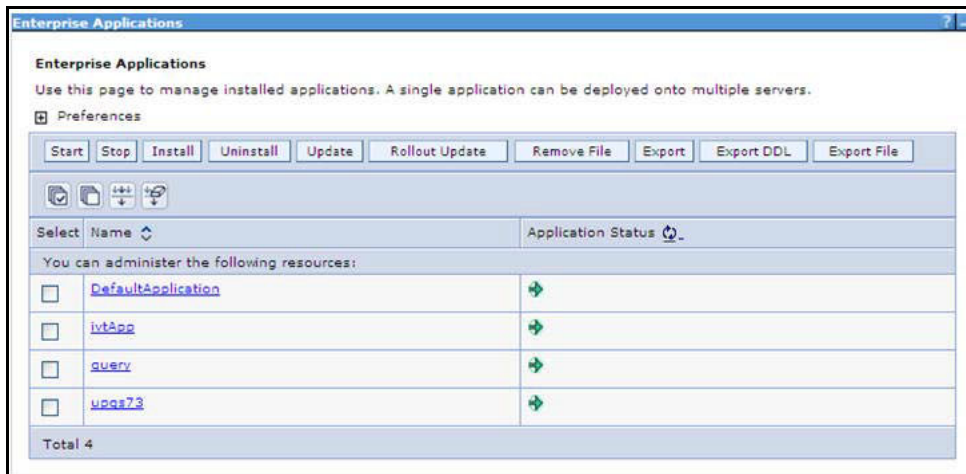 Enterprise Applications
?
Enterprise Applications
Use this page to manage installed applications. A single application can be deployed onto multiple servers.
Preferences
Start Stop Install Uninstall Update Rollout Update Remove File Export Export DDL Export File
Select Name Application Status
You can administer the following resources:
DefaultApplication
ivtApp
query
upgs73
Total 4